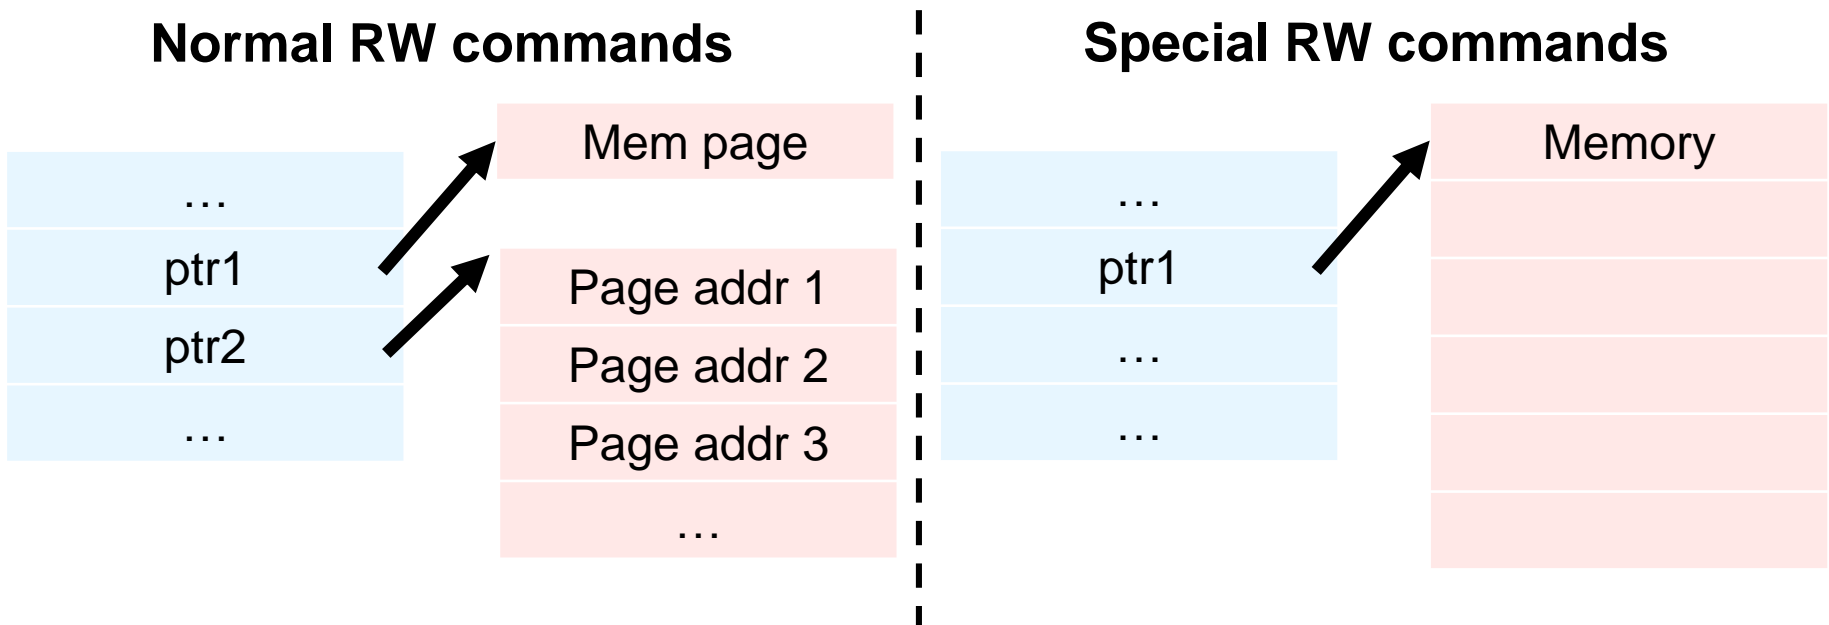 Normal RW commands
…
ptr1
ptr2
…
Mem page
Page addr 1
Page addr 2
Page addr 3
…
Special RW commands
…
ptr1
…
…
Memory